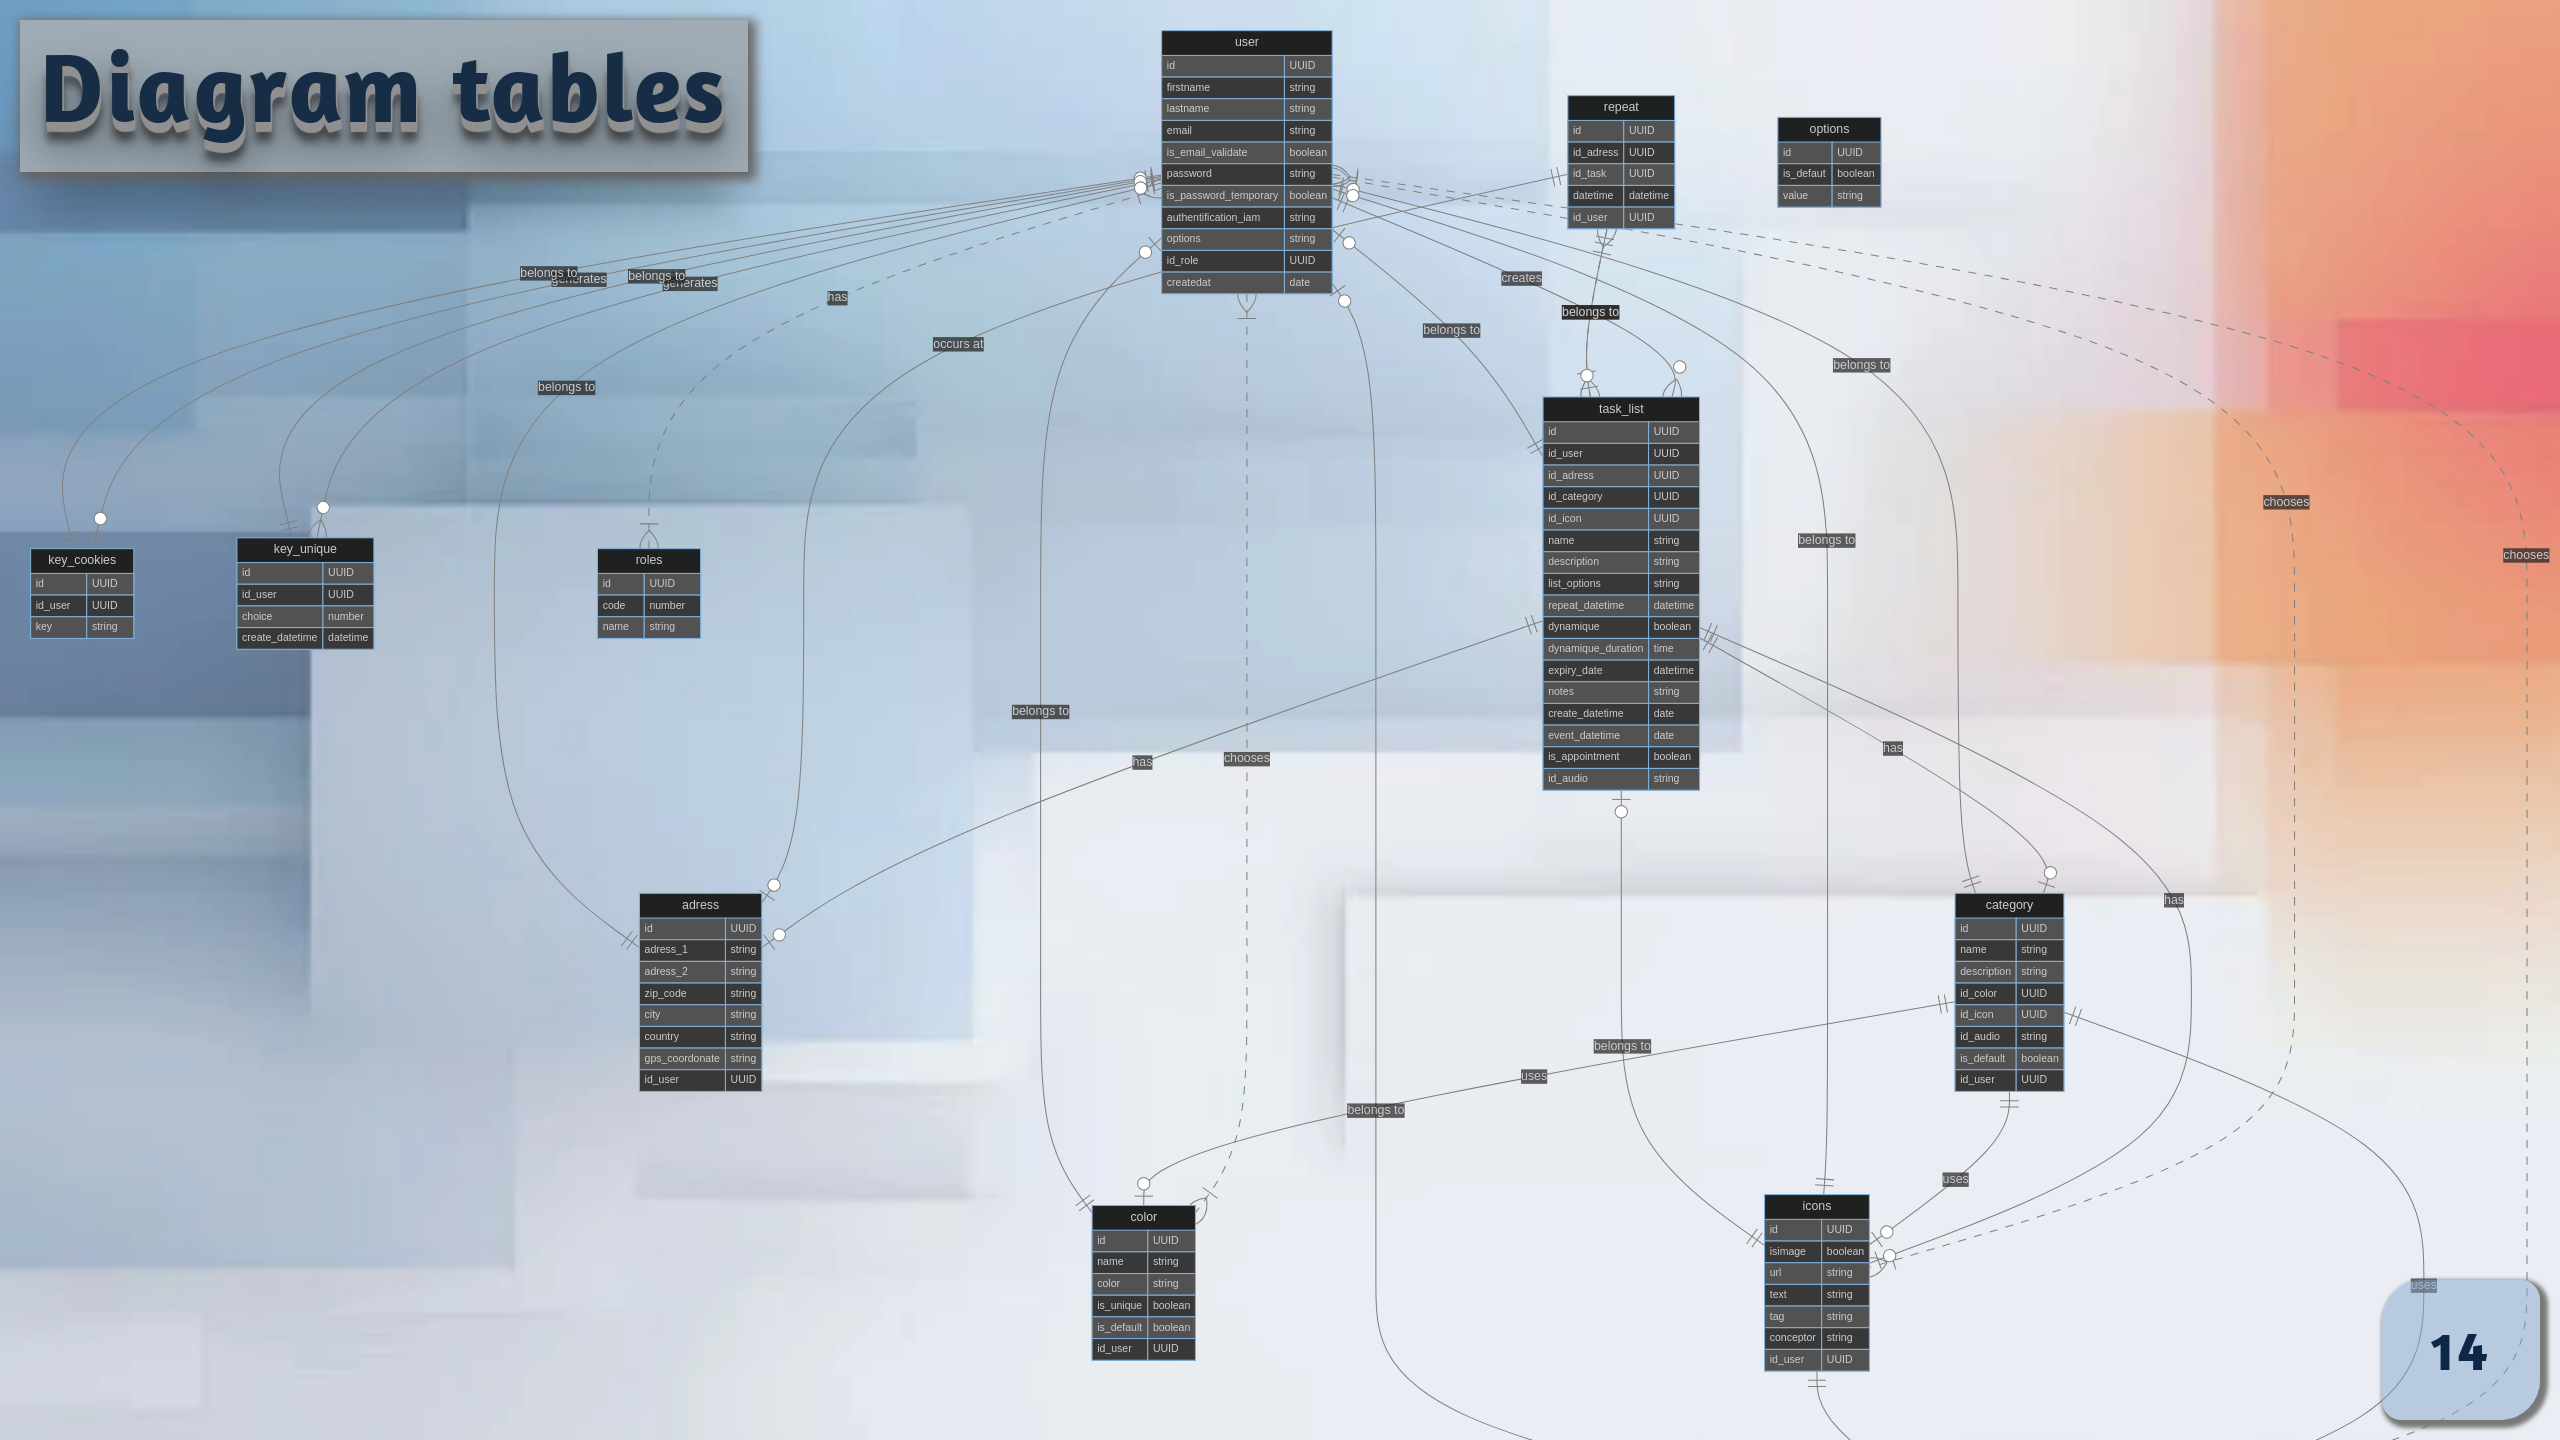 Diagram tables
user
id UUID
firstname string
lastname string
email string
is_email_validate boolean
password string
is_password_temporary boolean
authentification_iam string
options string
id_role UUID
createdat date
repeat
id UUID
id_adress UUID
id_task UUID
datetime datetime
id_user UUID
options
id UUID
is_defaut boolean
value string
belongs to
generates
belongs to
generates
has
creates
belongs to
belongs to
occurs at
belongs to
belongs to
task_list
id UUID
id_user UUID
id_adress UUID
id_category UUID
id_icon UUID
name string
description string
list_options string
repeat_datetime datetime
dynamique boolean
dynamique_duration time
expiry_date datetime
notes string
create_datetime date
event_datetime date
is_appointment boolean
id_audio string
chooses
belongs to
chooses
key_cookies
id UUID
id_user UUID
key string
key_unique
id UUID
id_user UUID
choice number
create_datetime datetime
roles
id UUID
code number
name string
belongs to
has
chooses
has
has
adress
id UUID
adress_1 string
adress_2 string
zip_code string
city string
country string
gps_coordonate string
id_user UUID
category
id UUID
name string
description string
id_color UUID
id_icon UUID
id_audio string
is_default boolean
id_user UUID
belongs to
uses
belongs to
uses
color
id UUID
name string
color string
is_unique boolean
is_default boolean
id_user UUID
icons
id UUID
isimage boolean
url string
text string
tag string
conceptor string
id_user UUID
uses
14